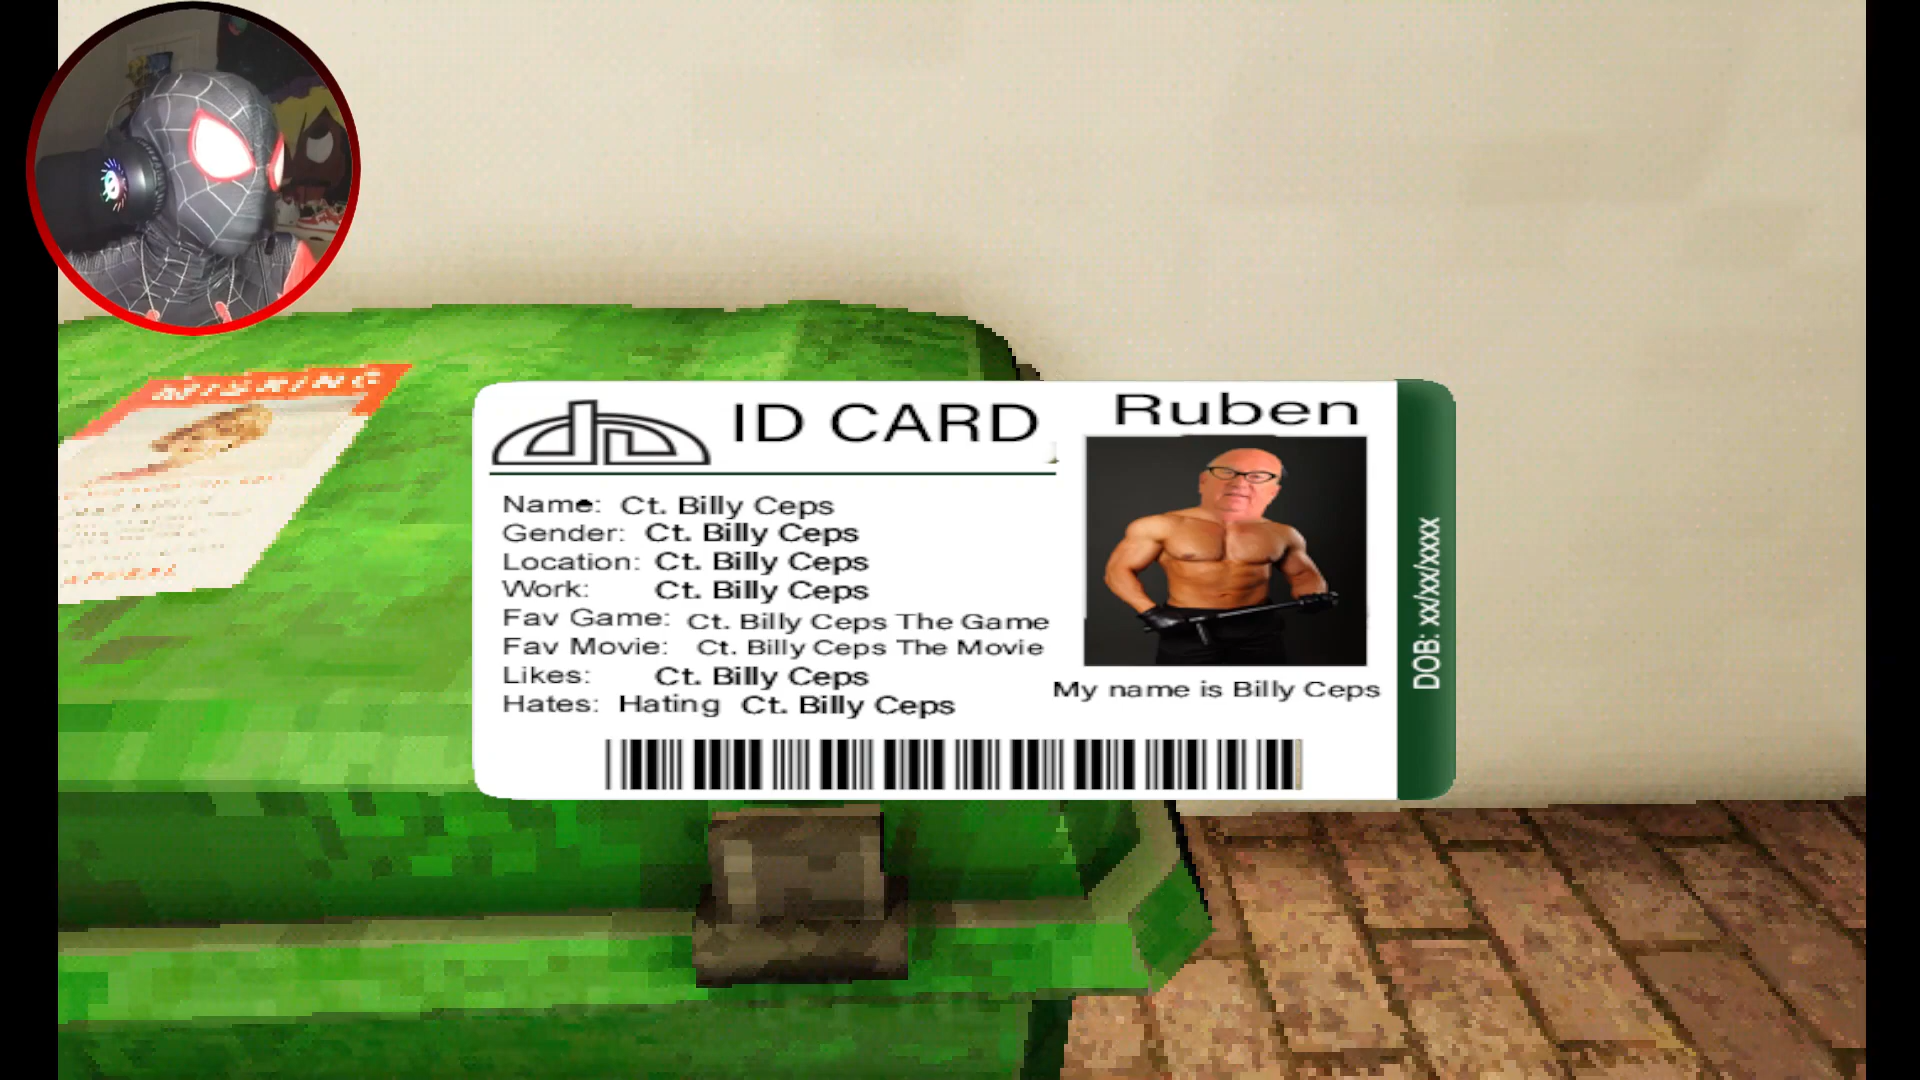 MISSING
ID CARD
Ruben
Name: Ct. Billy Ceps
Gender: Ct. Billy Ceps
Location: Ct. Billy Ceps
Work: Ct. Billy Ceps
Fav Game: Ct. Billy Ceps The Game
Fav Movie: Ct. Billy Ceps The Movie
Likes: Ct. Billy Ceps
Hates: Hating Ct. Billy Ceps
My name is Billy Ceps
DOB: xx/xx/xxxx